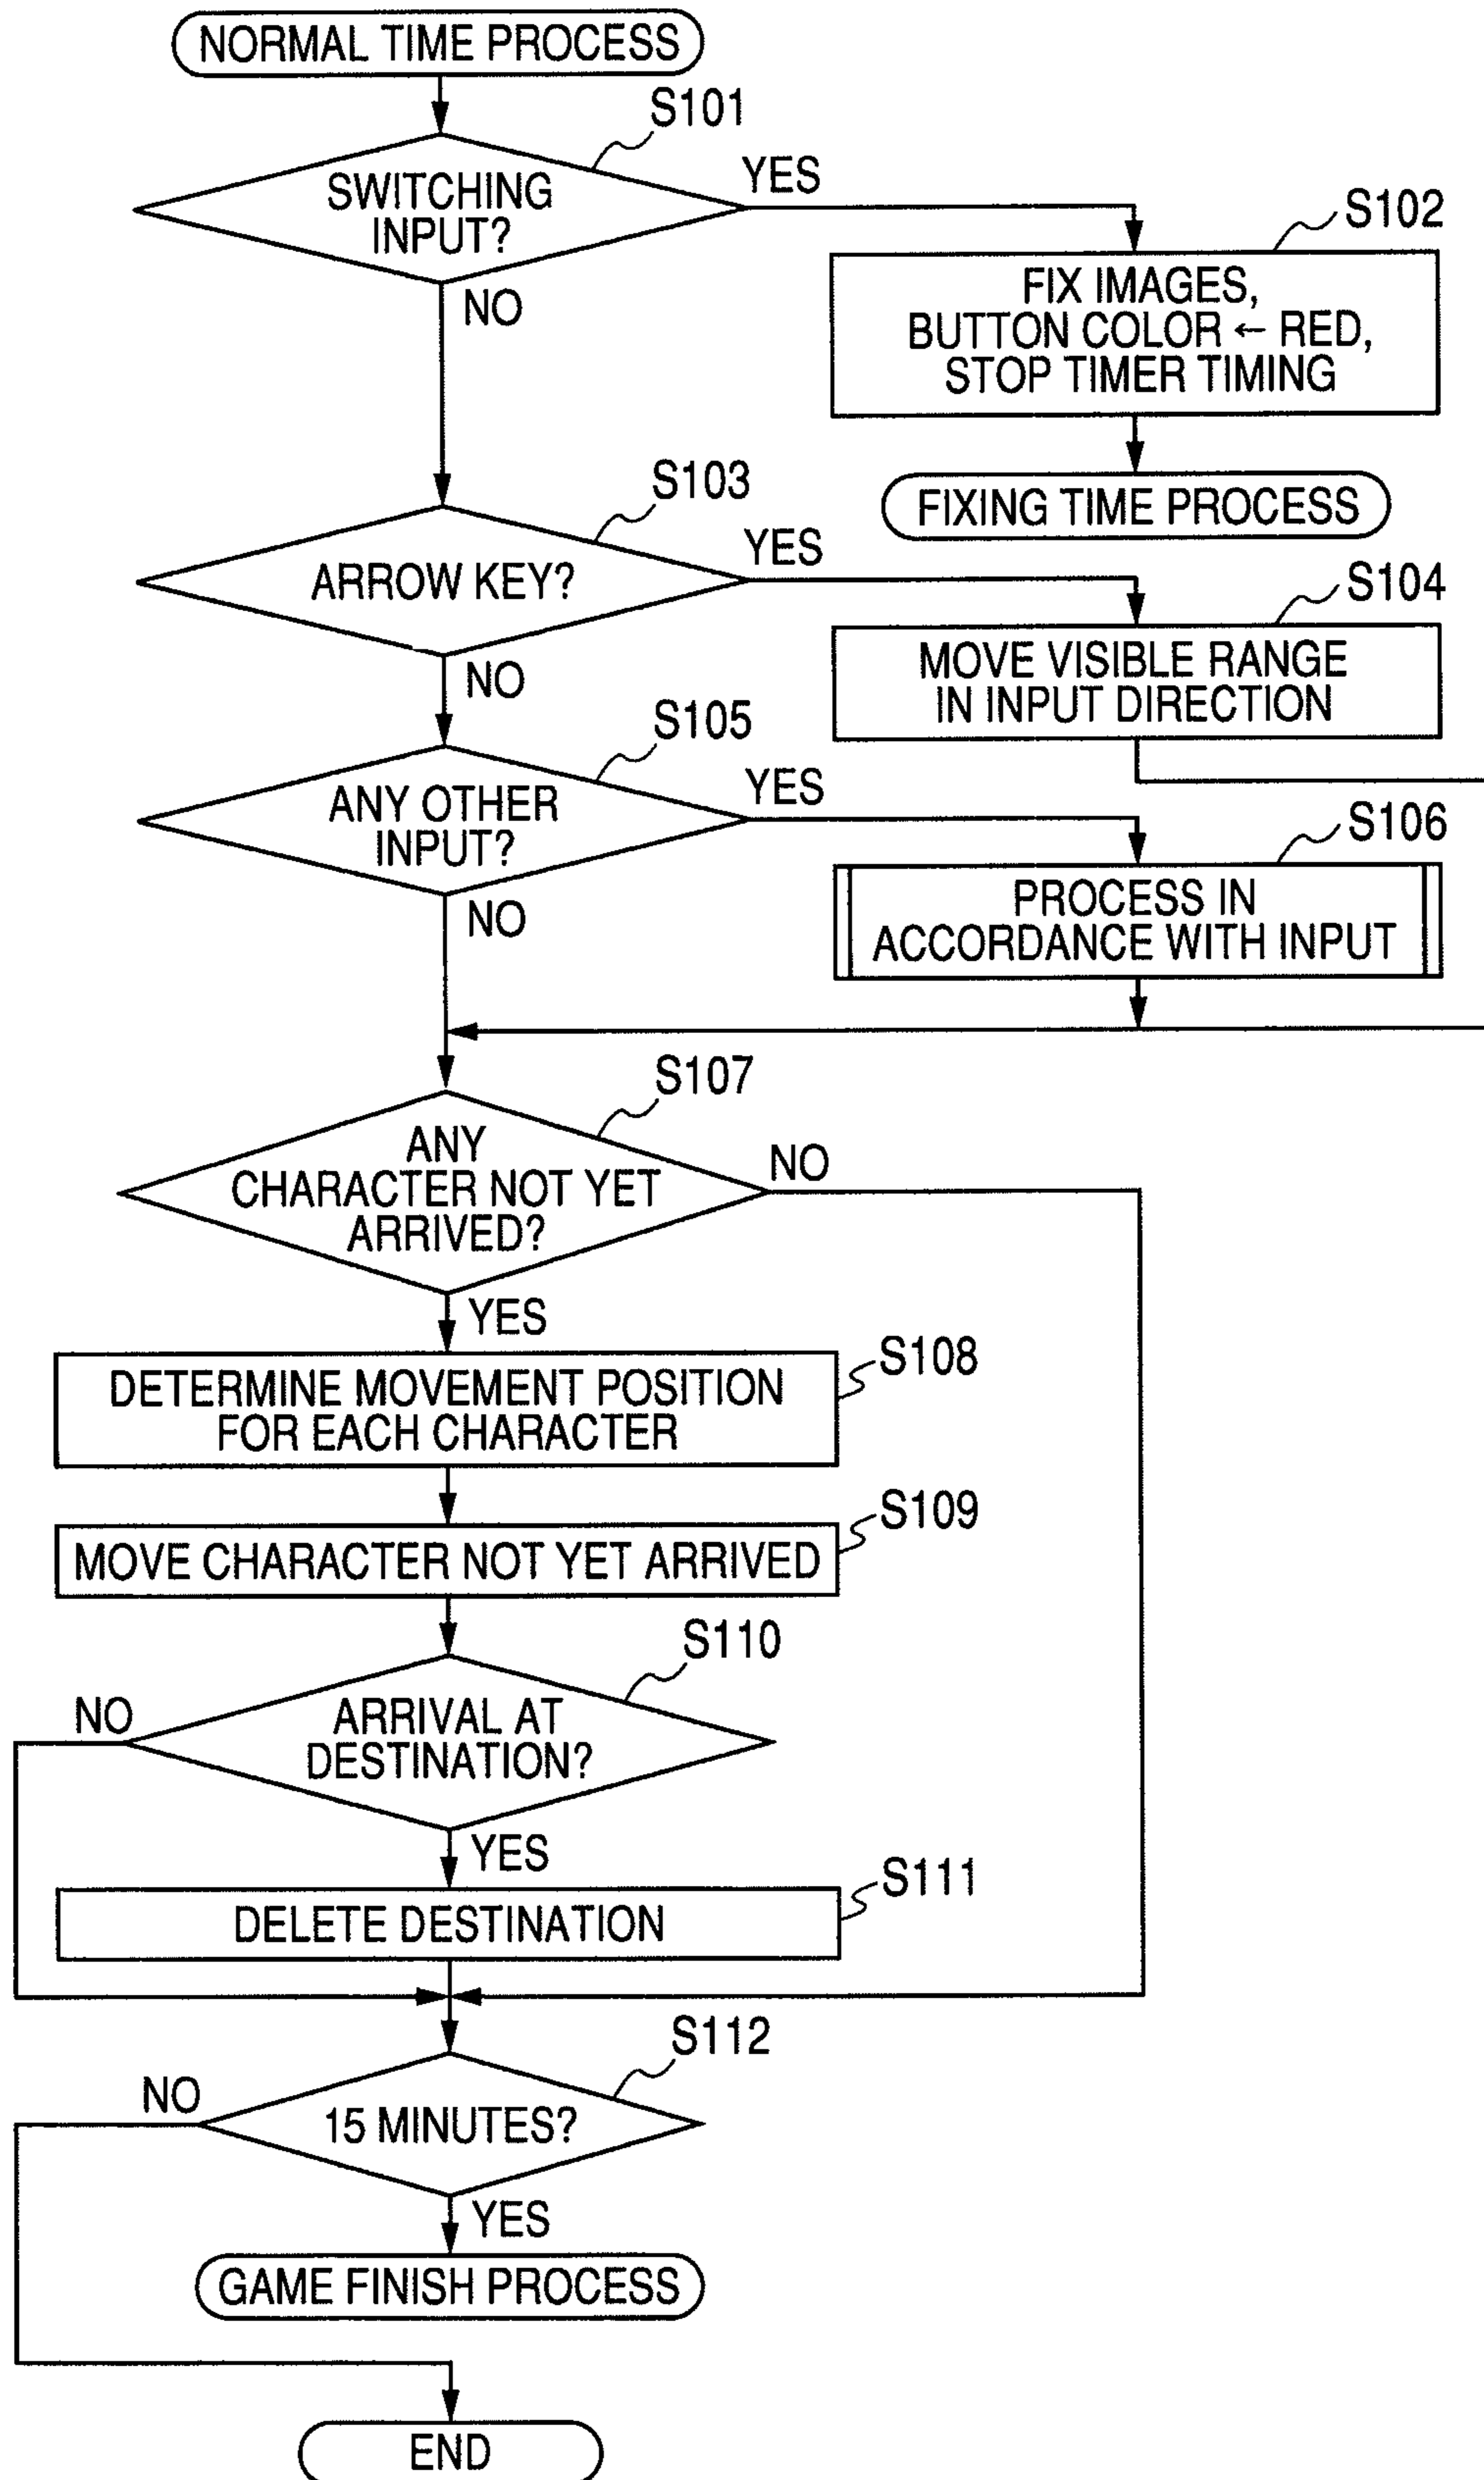 NORMAL TIME PROCESS
S101
SWITCHING
INPUT?
YES
NO
S102
FIX IMAGES,
BUTTON COLOR ← RED,
STOP TIMER TIMING
FIXING TIME PROCESS
S103
ARROW KEY?
YES
NO
S104
MOVE VISIBLE RANGE
IN INPUT DIRECTION
S105
ANY OTHER
INPUT?
YES
NO
S106
PROCESS IN
ACCORDANCE WITH INPUT
S107
ANY
CHARACTER NOT YET
ARRIVED?
NO
YES
S108
DETERMINE MOVEMENT POSITION
FOR EACH CHARACTER
S109
MOVE CHARACTER NOT YET ARRIVED
S110
ARRIVAL AT
DESTINATION?
NO
YES
S111
DELETE DESTINATION
S112
15 MINUTES?
NO
YES
GAME FINISH PROCESS
END